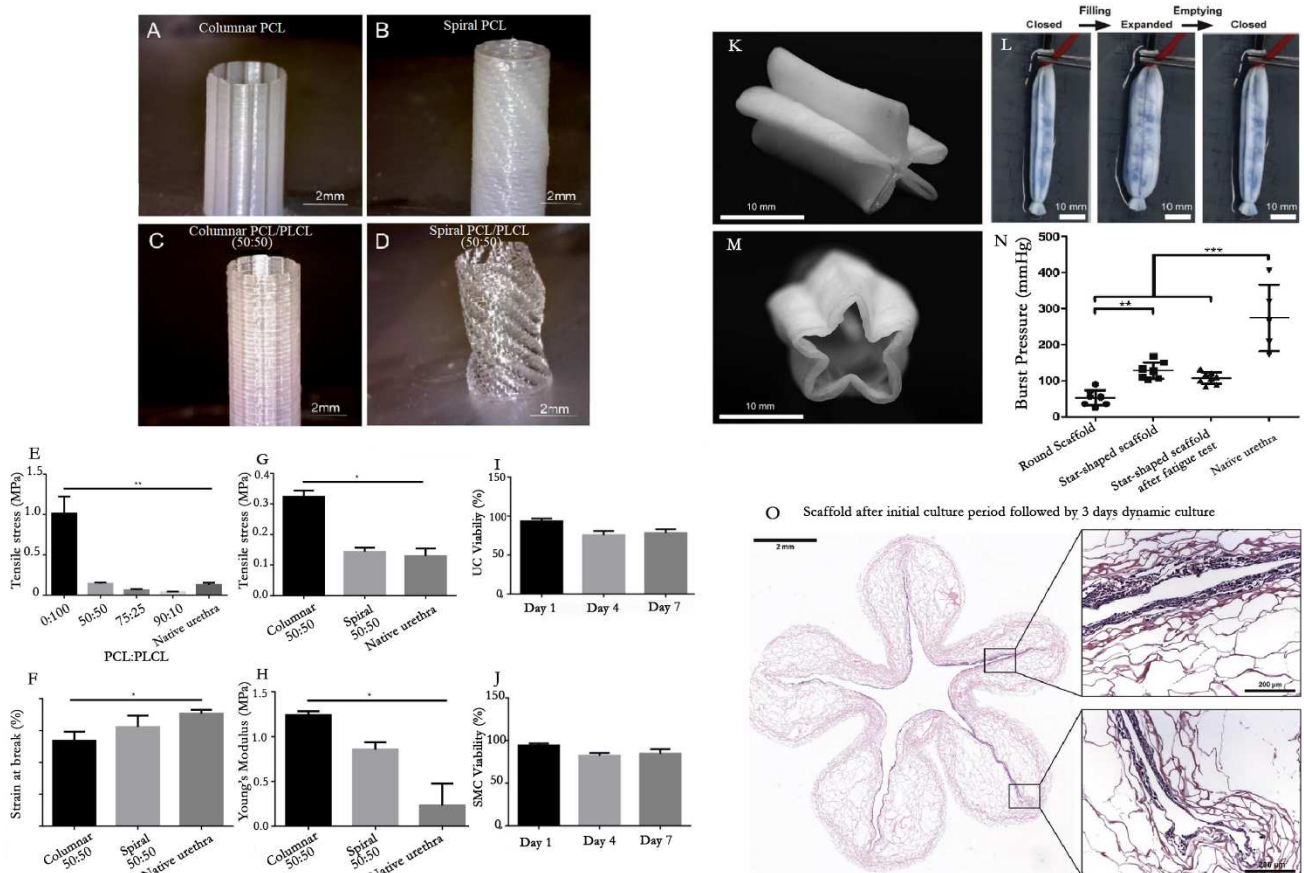 A
Columnar PCL
2mm
B
Spiral PCL
2mm
C
Columnar PCL/PLCL
(50:50)
2mm
D
Spiral PCL/PLCL
(50:50)
2mm
E
Tensile stress (MPa)
1.5
1.0
0.5
0
0:100
50:50
75:25
90:10
Native urethra
PCL:PLCL
**
F
Strain at break (%)
*
Columnar
50:50
Spiral
50:50
Native urethra
G
Tensile stress (MPa)
0.4
0.3
0.2
0.1
0.0
*
Columnar
50:50
Spiral
50:50
Native urethra
H
Young's Modulus (MPa)
1.5
1.0
0.5
0.0
*
Columnar
50:50
Spiral
50:50
Native urethra
I
UC Viabiliy (%)
150
100
50
0
Day 1
Day 4
Day 7
J
SMC Viability (%)
150
100
50
0
Day 1
Day 4
Day 7
K
10 mm
L
Filling
Emptying
Closed
Expanded
Closed
10 mm
10 mm
10 mm
M
10 mm
N
Burst Pressure (mmHg)
500
400
300
200
100
0
**
***
Round Scaffold
Star-shaped scaffold
Star-shaped scaffold
after fatigue test
Native urethra
O
Scaffold after initial culture period followed by 3 days dynamic culture
2 mm
200 µm
200 µm